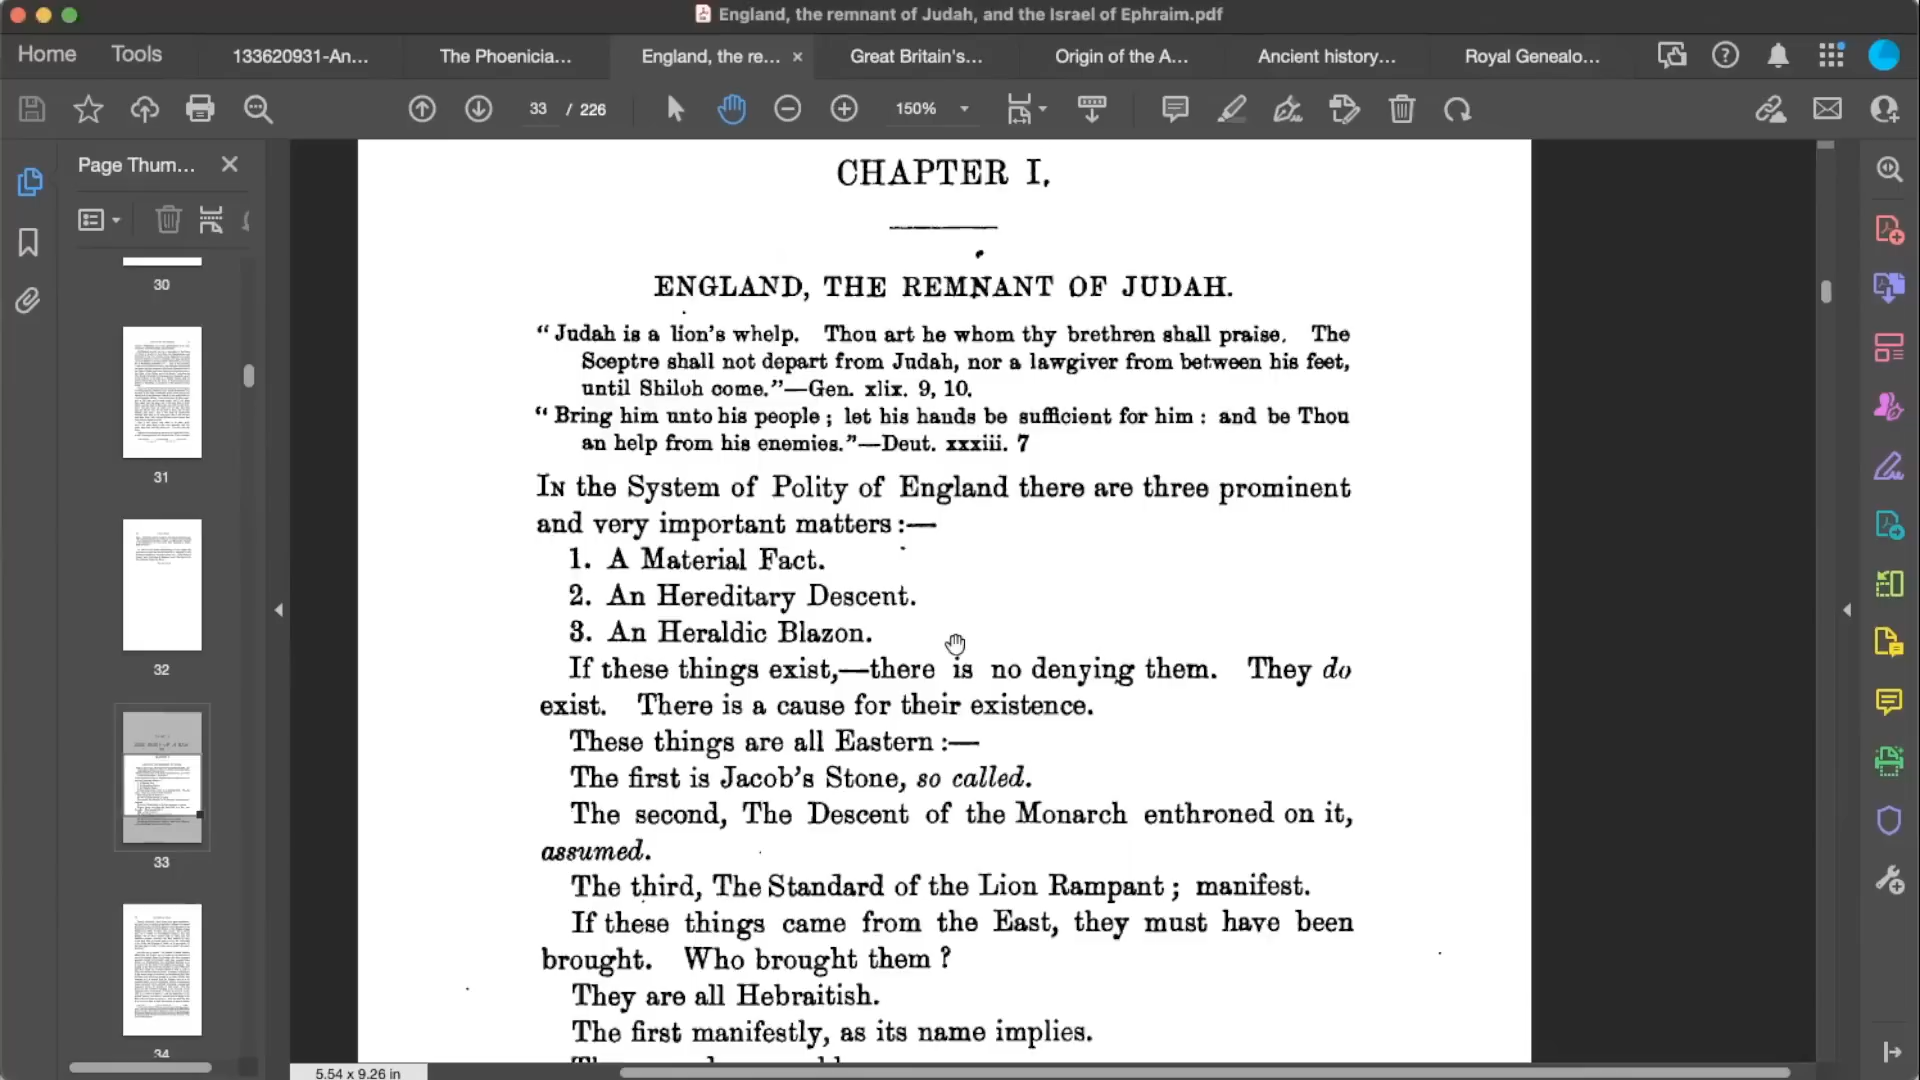 England, the remnant of Judah, and the Israel of Ephraim.pdf
Home Tools 133620931-An... The Phoenicia... England, the re... Great Britain's... Origin of the A... Ancient history... Royal Genealo...
33 / 226 150%
Page Thum...
30
31
32
33
34
CHAPTER I.
ENGLAND, THE REMNANT OF JUDAH.
“Judah is a lion's whelp. Thou art he whom thy brethren shall praise. The
Sceptre shall not depart from Judah, nor a lawgiver from between his feet,
until Shiloh come.”—Gen. xlix. 9, 10.
“Bring him unto his people; let his hands be sufficient for him: and be Thou
an help from his enemies.”—Deut. xxxiii. 7
IN the System of Polity of England there are three prominent
and very important matters:—
1. A Material Fact.
2. An Hereditary Descent.
3. An Heraldic Blazon.
If these things exist,—there is no denying them. They do
exist. There is a cause for their existence.
These things are all Eastern:—
The first is Jacob's Stone, so called.
The second, The Descent of the Monarch enthroned on it,
assumed.
The third, The Standard of the Lion Rampant; manifest.
If these things came from the East, they must have been
brought. Who brought them?
They are all Hebraitish.
The first manifestly, as its name implies.
5.54 x 9.26 in